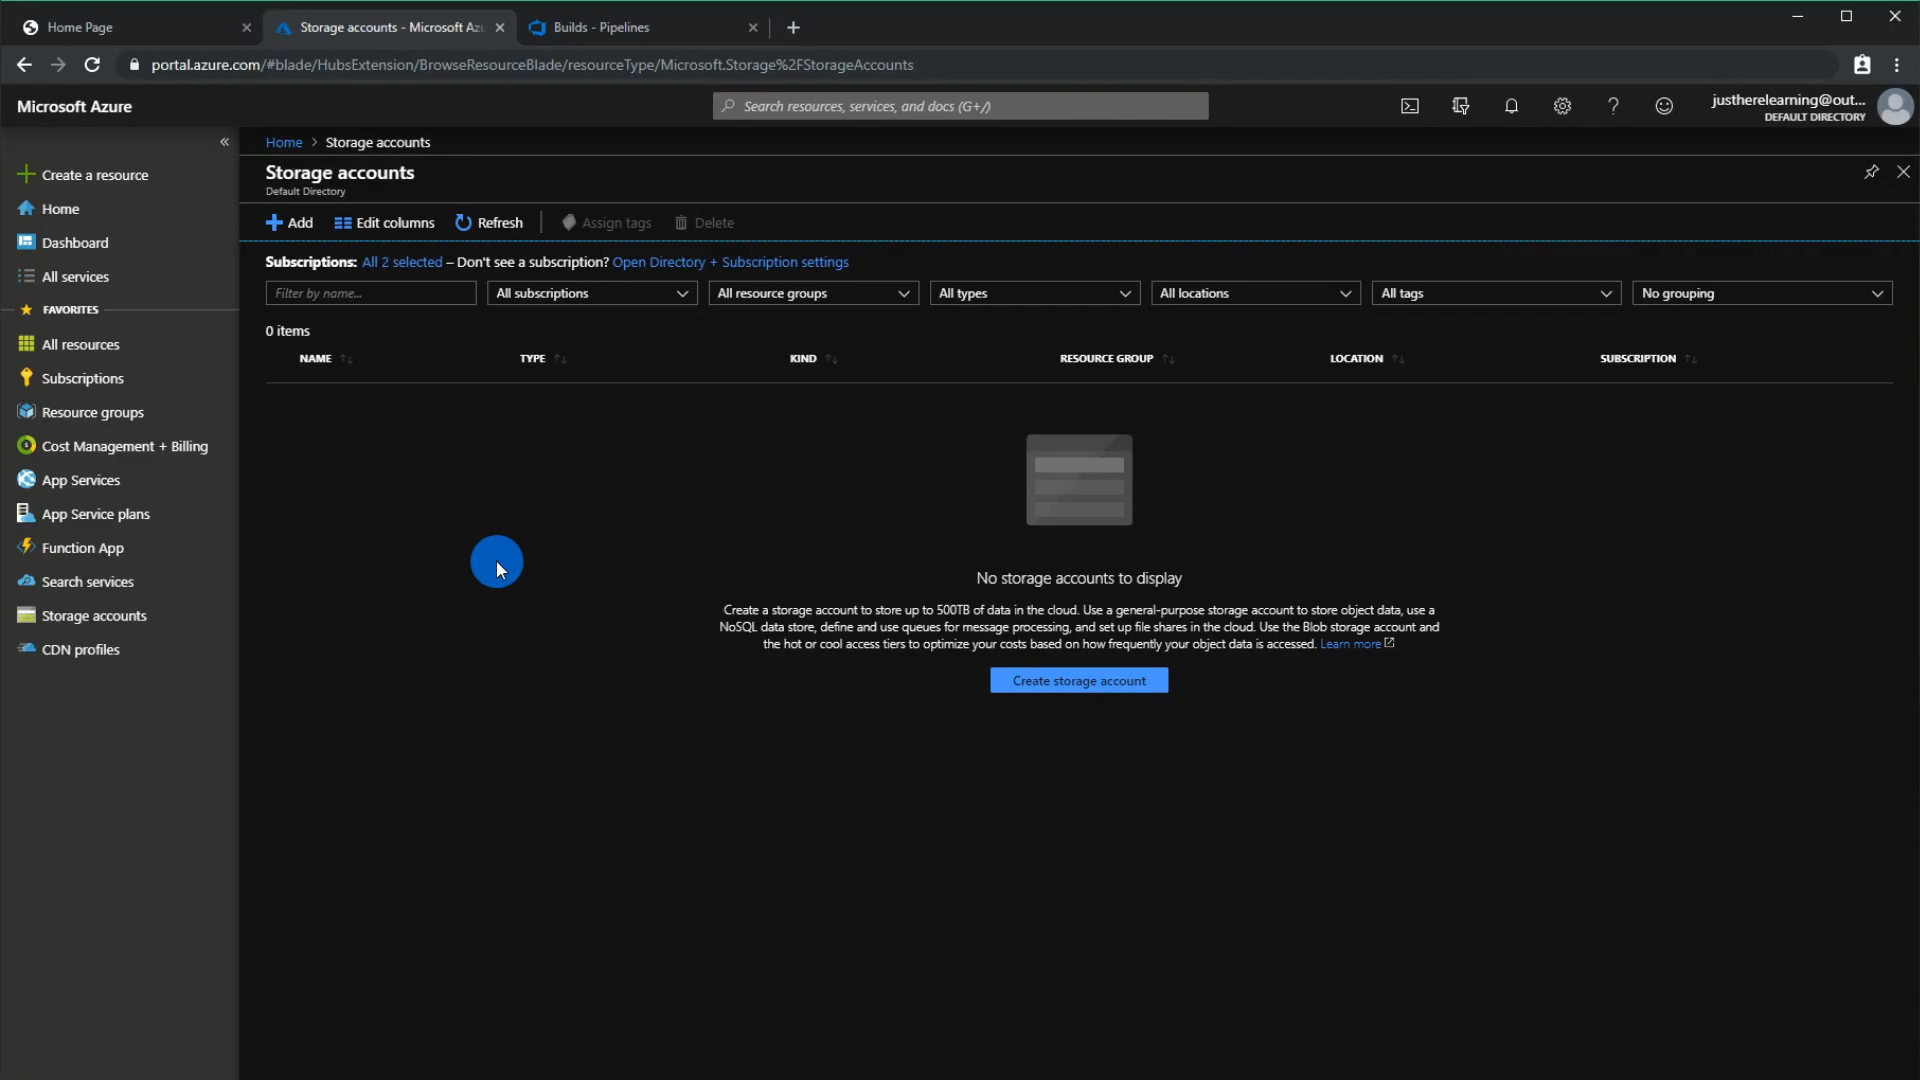 Home Page
Storage accounts - Microsoft Azu
Builds - Pipelines
portal.azure.com/#blade/HubsExtension/BrowseResourceBlade/resourceType/Microsoft.Storage%2FStorageAccounts
Microsoft Azure
Search resources, services, and docs (G+/)
justherelearning@out...
DEFAULT DIRECTORY
Create a resource
Home
Dashboard
All services
FAVORITES
All resources
Subscriptions
Resource groups
Cost Management + Billing
App Services
App Service plans
Function App
Search services
Storage accounts
CDN profiles
Home > Storage accounts
Storage accounts
Default Directory
Add Edit columns Refresh Assign tags Delete
Subscriptions: All 2 selected – Don't see a subscription? Open Directory + Subscription settings
Filter by name... All subscriptions All resource groups All types All locations All tags No grouping
0 items
NAME TYPE KIND RESOURCE GROUP LOCATION SUBSCRIPTION
No storage accounts to display
Create a storage account to store up to 500TB of data in the cloud. Use a general-purpose storage account to store object data, use a
NoSQL data store, define and use queues for message processing, and set up file shares in the cloud. Use the Blob storage account and
the hot or cool access tiers to optimize your costs based on how frequently your object data is accessed. Learn more
Create storage account